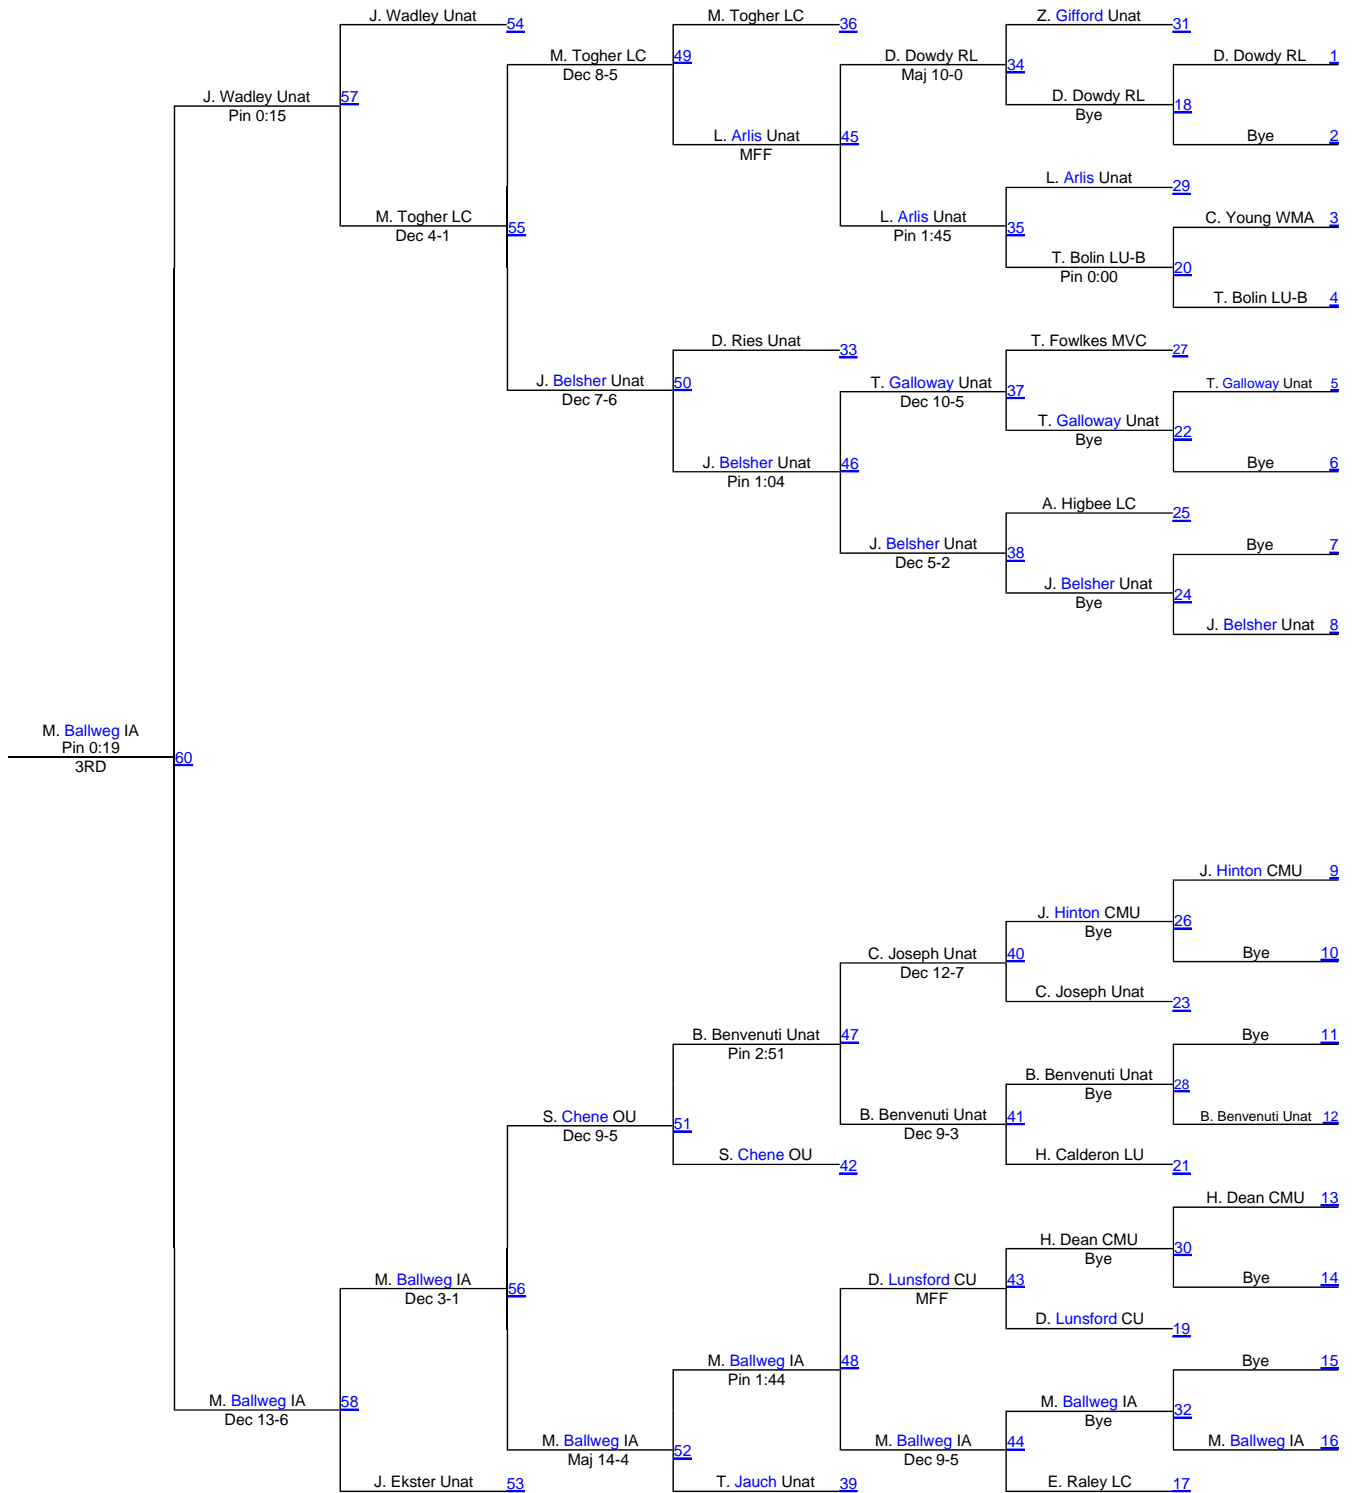 J. Wadley Unat 54
M. Togher LC 36
Z. Gifford Unat 31
M. Togher LC 49
Dec 8-5
D. Dowdy RL 34
Maj 10-0
D. Dowdy RL 1
J. Wadley Unat 57
Pin 0:15
D. Dowdy RL 18
Bye
L. Arlis Unat 45
MFF
Bye 2
L. Arlis Unat 29
M. Togher LC 55
Dec 4-1
L. Arlis Unat 35
Pin 1:45
C. Young WMA 3
T. Bolin LU-B 20
Pin 0:00
T. Bolin LU-B 4
D. Ries Unat 33
T. Fowlkes MVC 27
J. Belsher Unat 50
Dec 7-6
T. Galloway Unat 37
Dec 10-5
T. Galloway Unat 5
T. Galloway Unat 22
Bye
J. Belsher Unat 46
Pin 1:04
Bye 6
A. Higbee LC 25
J. Belsher Unat 38
Dec 5-2
Bye 7
J. Belsher Unat 24
Bye
J. Belsher Unat 8
M. Ballweg IA
Pin 0:19 60
3RD
J. Hinton CMU 9
J. Hinton CMU 26
Bye
C. Joseph Unat 40
Dec 12-7
Bye 10
C. Joseph Unat 23
B. Benvenuti Unat 47
Pin 2:51
Bye 11
B. Benvenuti Unat 28
Bye
S. Chene OU 51
Dec 9-5
B. Benvenuti Unat 41
Dec 9-3
B. Benvenuti Unat 12
S. Chene OU 42
H. Calderon LU 21
H. Dean CMU 13
H. Dean CMU 30
Bye
M. Ballweg IA 56
Dec 3-1
D. Lunsford CU 43
MFF
Bye 14
D. Lunsford CU 19
M. Ballweg IA 48
Pin 1:44
Bye 15
M. Ballweg IA 58
Dec 13-6
M. Ballweg IA 32
Bye
M. Ballweg IA 52
Maj 14-4
M. Ballweg IA 44
Dec 9-5
M. Ballweg IA 16
J. Ekster Unat 53
T. Jauch Unat 39
E. Raley LC 17